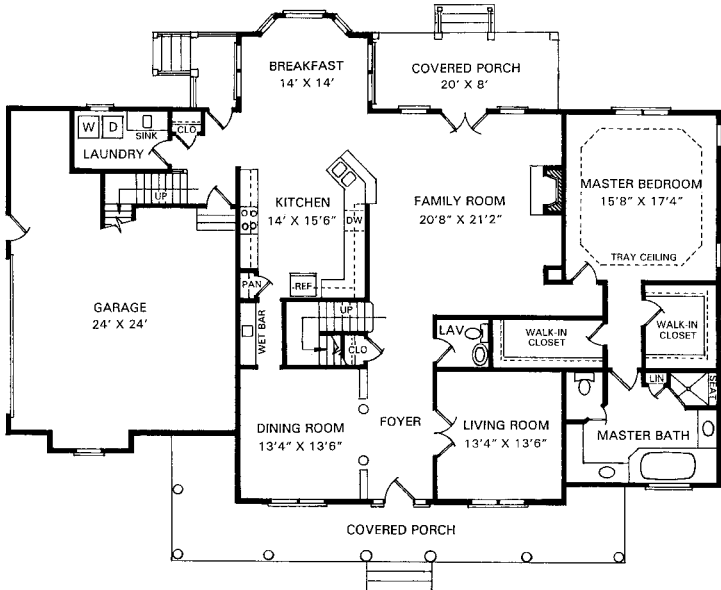 BREAKFAST
14' X 14'
COVERED PORCH
20' X 8'
W
D
SINK
CLO
LAUNDRY
UP
KITCHEN
14' X 15'6"
DW
FAMILY ROOM
20'8" X 21'2"
MASTER BEDROOM
15'8" X 17'4"
TRAY CEILING
GARAGE
24' X 24'
PAN
REF
WET BAR
UP
CLO
LAV
WALK-IN
CLOSET
WALK-IN
CLOSET
LIN
SEAT
DINING ROOM
13'4" X 13'6"
FOYER
LIVING ROOM
13'4" X 13'6"
MASTER BATH
COVERED PORCH